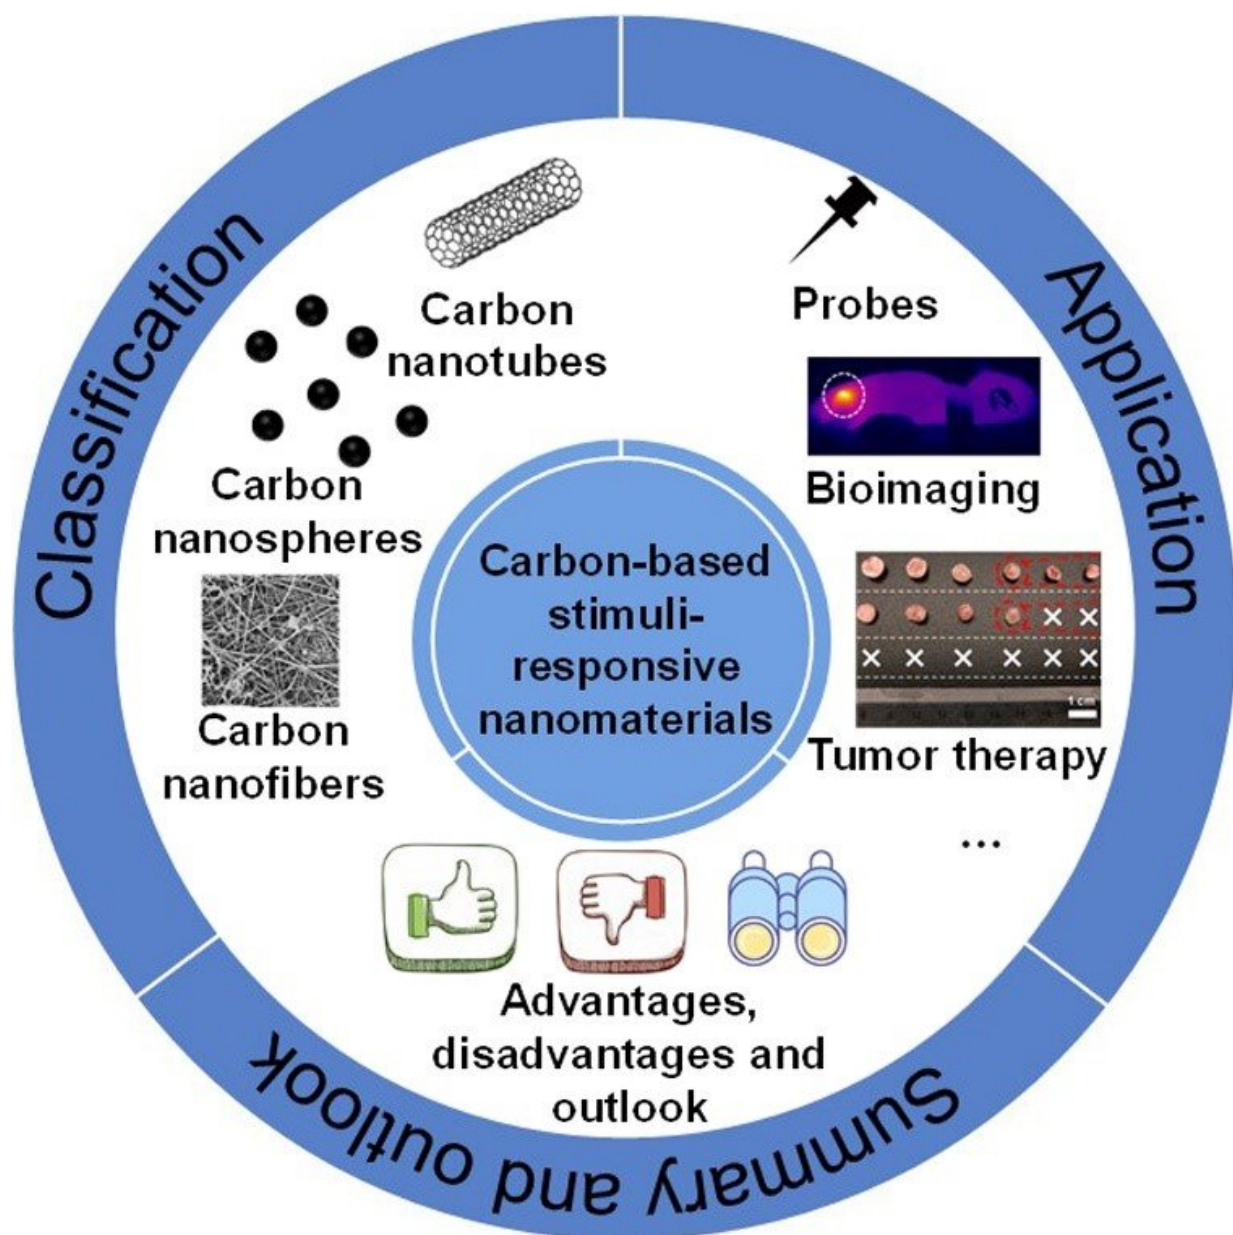 Classification
Carbon
nanotubes
Carbon
nanospheres
Carbon
nanofibers
Application
Probes
Bioimaging
1 cm
Tumor therapy
...
Carbon-based
stimuli-
responsive
nanomaterials
Advantages,
disadvantages and
outlook
Summary and outlook